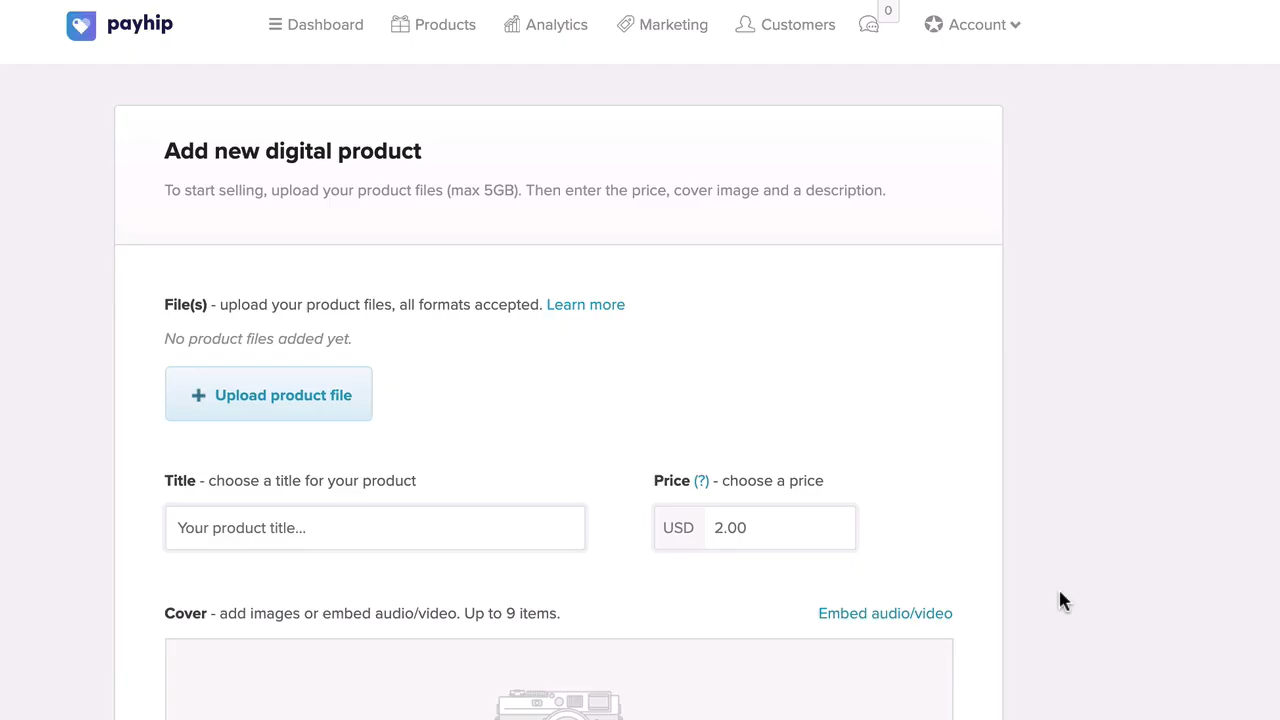 payhip
Dashboard
Products
Analytics
Marketing
Customers
0
Account
Add new digital product
To start selling, upload your product files (max 5GB). Then enter the price, cover image and a description.
File(s) - upload your product files, all formats accepted. Learn more
No product files added yet.
+ Upload product file
Title - choose a title for your product
Price (?) - choose a price
Your product title...
USD 2.00
Cover - add images or embed audio/video. Up to 9 items.
Embed audio/video